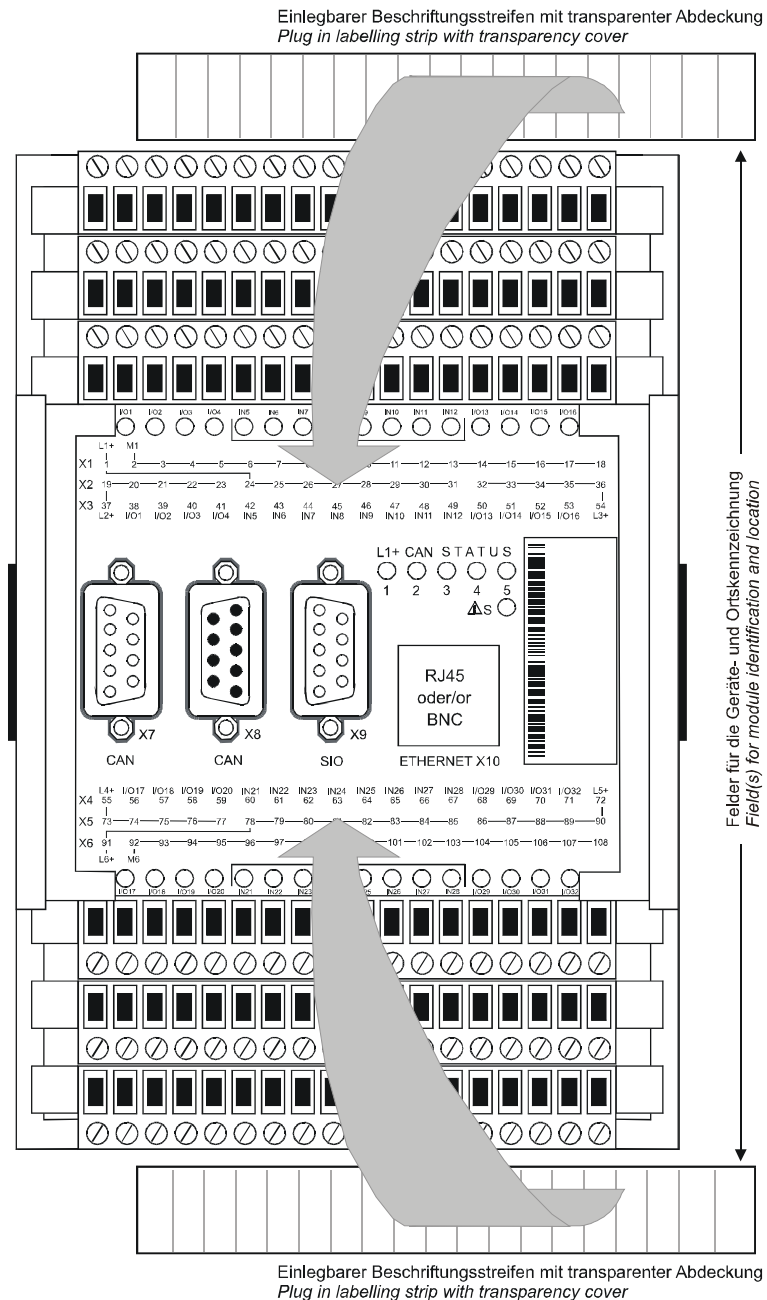 Einlegbarer Beschriftungsstreifen mit transparenter Abdeckung
Plug in labelling strip with transparency cover
I/O1 I/O2 I/O3 I/O4 IN5 IN6 IN7 IN10 IN11 IN12 I/O13 I/O14 I/O15 I/O16
L1+ M1
X1 1 2 3 4 5 6 7 11 12 13 14 15 16 17 18
X2 19 20 21 22 23 24 25 26 27 28 29 30 31 32 33 34 35 36
X3 37 38 39 40 41 42 43 44 45 46 47 48 49 50 51 52 53 54
L2+ I/O1 I/O2 I/O3 I/O4 IN5 IN6 IN7 IN8 IN9 IN10 IN11 IN12 I/O13 I/O14 I/O15 I/O16 L3+
L1+ CAN STATUS
1 2 3 4 5
S
RJ45
oder/or
BNC
X7 X8 X9
CAN CAN SIO ETHERNET X10
L4+ I/O17 I/O18 I/O19 I/O20 IN21 IN22 IN23 IN24 IN25 IN26 IN27 IN28 I/O29 I/O30 I/O31 I/O32 L5+
X4 55 56 57 58 59 60 61 62 63 64 65 66 67 68 69 70 71 72
X5 73 74 75 76 77 78 79 80 82 83 84 85 86 87 88 89 90
X6 91 92 93 94 95 96 97 101 102 103 104 105 106 107 108
L6+ M6
I/O17 I/O18 I/O19 I/O20 IN21 IN22 IN23 IN26 IN27 IN28 I/O29 I/O30 I/O31 I/O32
Felder für die Geräte- und Ortskennzeichnung
Field(s) for module identification and location
Einlegbarer Beschriftungsstreifen mit transparenter Abdeckung
Plug in labelling strip with transparency cover